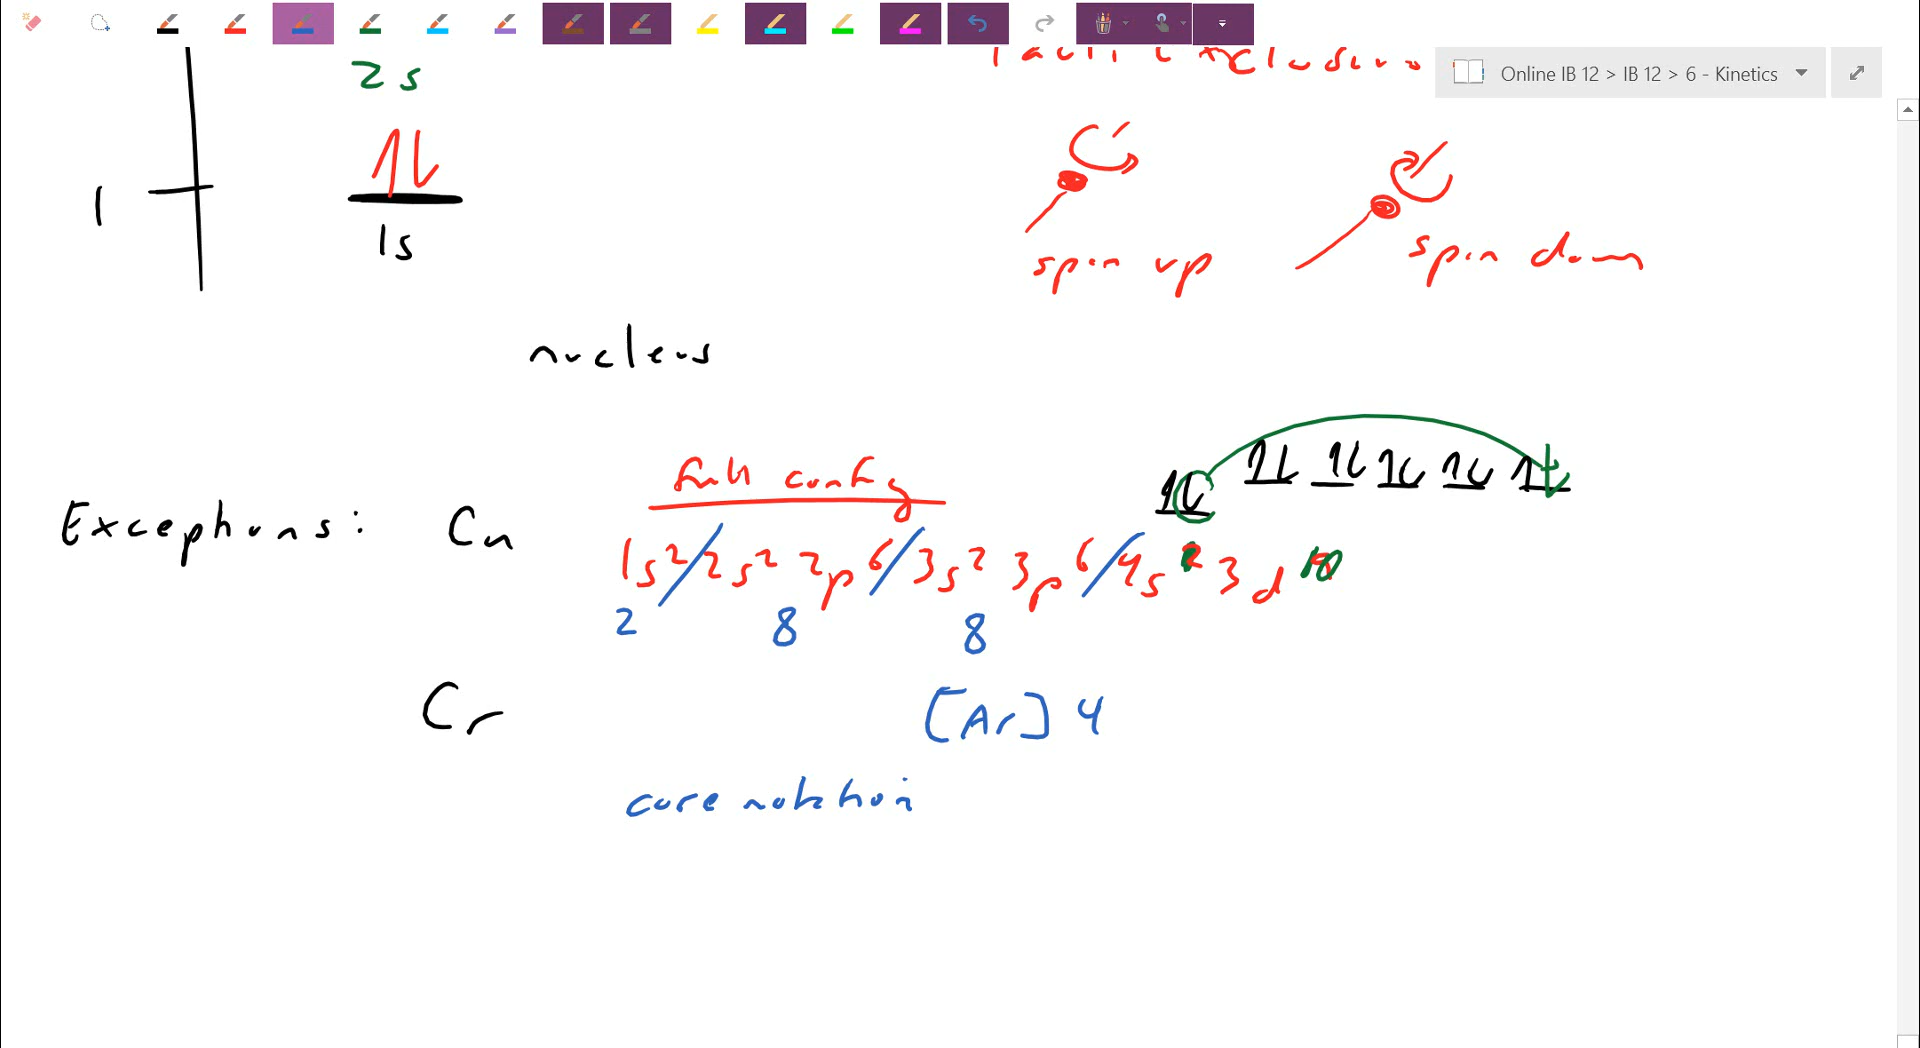 2s
Online IB 12 > IB 12 > 6 - Kinetics
1
1s
spin up
spin down
nucleus
full config
Exceptions: Cu
1s² / 2s² 2p⁶ / 3s² 3p⁶ / 4s 3d¹⁰
2 8 8
Cr
[Ar] 4
core notation